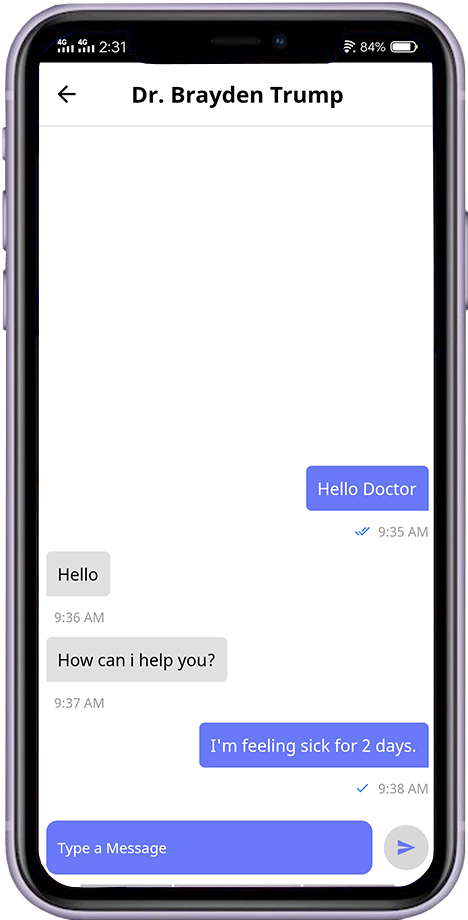 4G 4G 2:31 84%
Dr. Brayden Trump
Hello Doctor
9:35 AM
Hello
9:36 AM
How can i help you?
9:37 AM
I'm feeling sick for 2 days.
9:38 AM
Type a Message